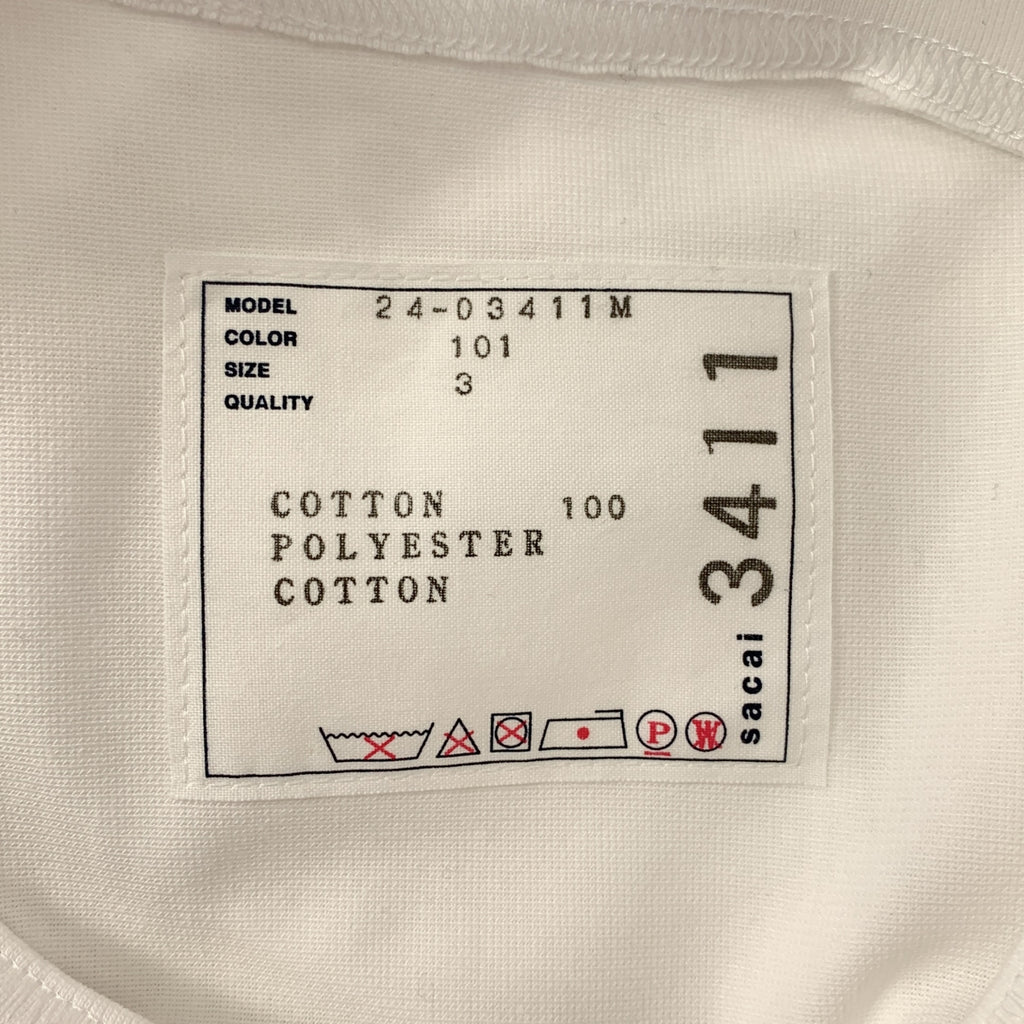 MODEL 24-03411M
COLOR 101
SIZE 3
QUALITY
COTTON 100
POLYESTER
COTTON
P
W
sacai 3411